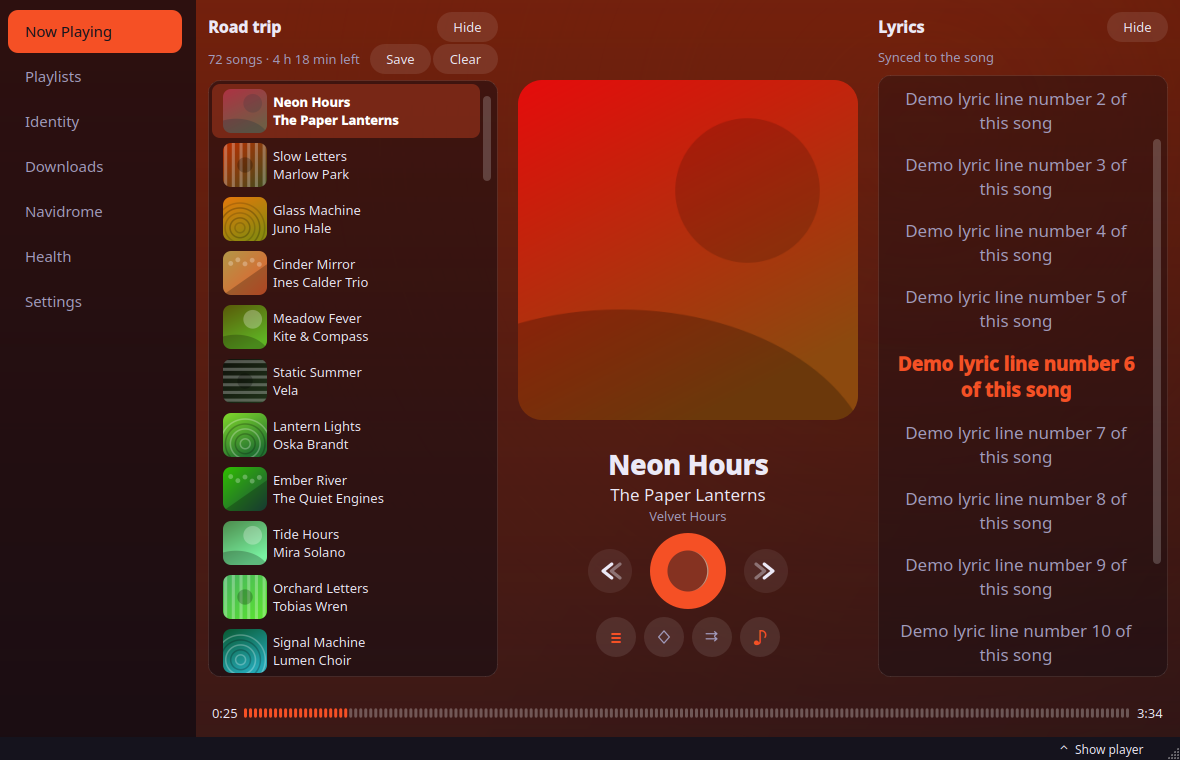 Now Playing
Playlists
Identity
Downloads
Navidrome
Health
Settings
Road trip
Hide
72 songs · 4 h 18 min left
Save
Clear
Neon Hours
The Paper Lanterns
Slow Letters
Marlow Park
Glass Machine
Juno Hale
Cinder Mirror
Ines Calder Trio
Meadow Fever
Kite & Compass
Static Summer
Vela
Lantern Lights
Oska Brandt
Ember River
The Quiet Engines
Tide Hours
Mira Solano
Orchard Letters
Tobias Wren
Signal Machine
Lumen Choir
Neon Hours
The Paper Lanterns
Velvet Hours
Lyrics
Hide
Synced to the song
Demo lyric line number 2 of
this song
Demo lyric line number 3 of
this song
Demo lyric line number 4 of
this song
Demo lyric line number 5 of
this song
Demo lyric line number 6
of this song
Demo lyric line number 7 of
this song
Demo lyric line number 8 of
this song
Demo lyric line number 9 of
this song
Demo lyric line number 10 of
this song
0:25
3:34
Show player